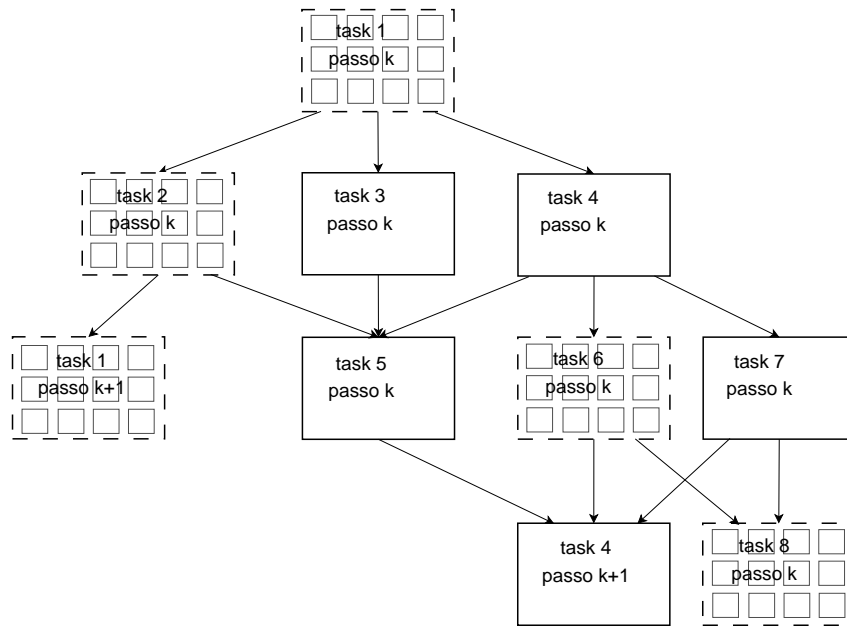 task 1
passo k
task 2
passo k
task 3
passo k
task 4
passo k
task 1
passo k+1
task 5
passo k
task 6
passo k
task 7
passo k
task 4
passo k+1
task 8
passo k